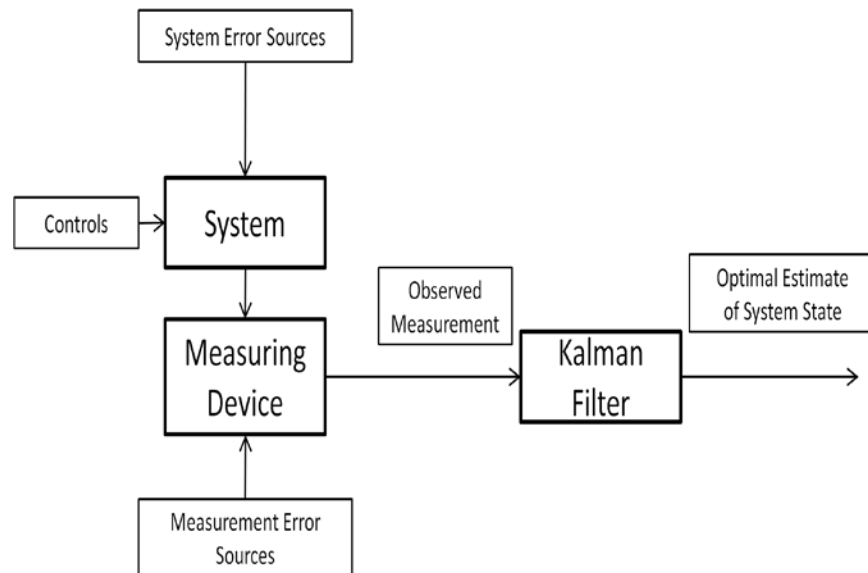 System Error Sources
Controls
System
Observed
Measurement
Optimal Estimate
of System State
Measuring
Device
Kalman
Filter
Measurement Error
Sources